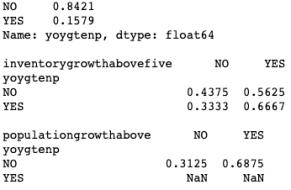 NO 0.8421
YES 0.1579
Name: yoygtenp, dtype: float64
inventorygrowthabovefive NO YES
yoygtenp
NO 0.4375 0.5625
YES 0.3333 0.6667
populationgrowthabove NO YES
yoygtenp
NO 0.3125 0.6875
YES NaN NaN